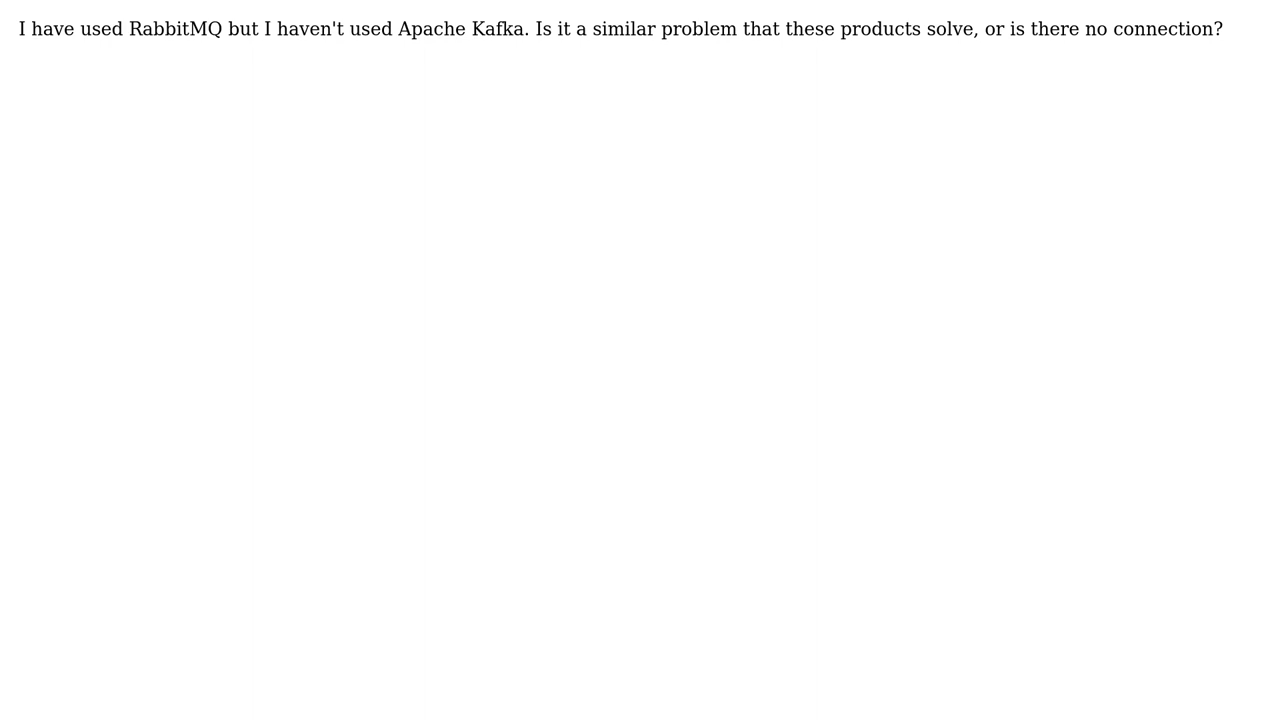 I have used RabbitMQ but I haven't used Apache Kafka. Is it a similar problem that these products solve, or is there no connection?